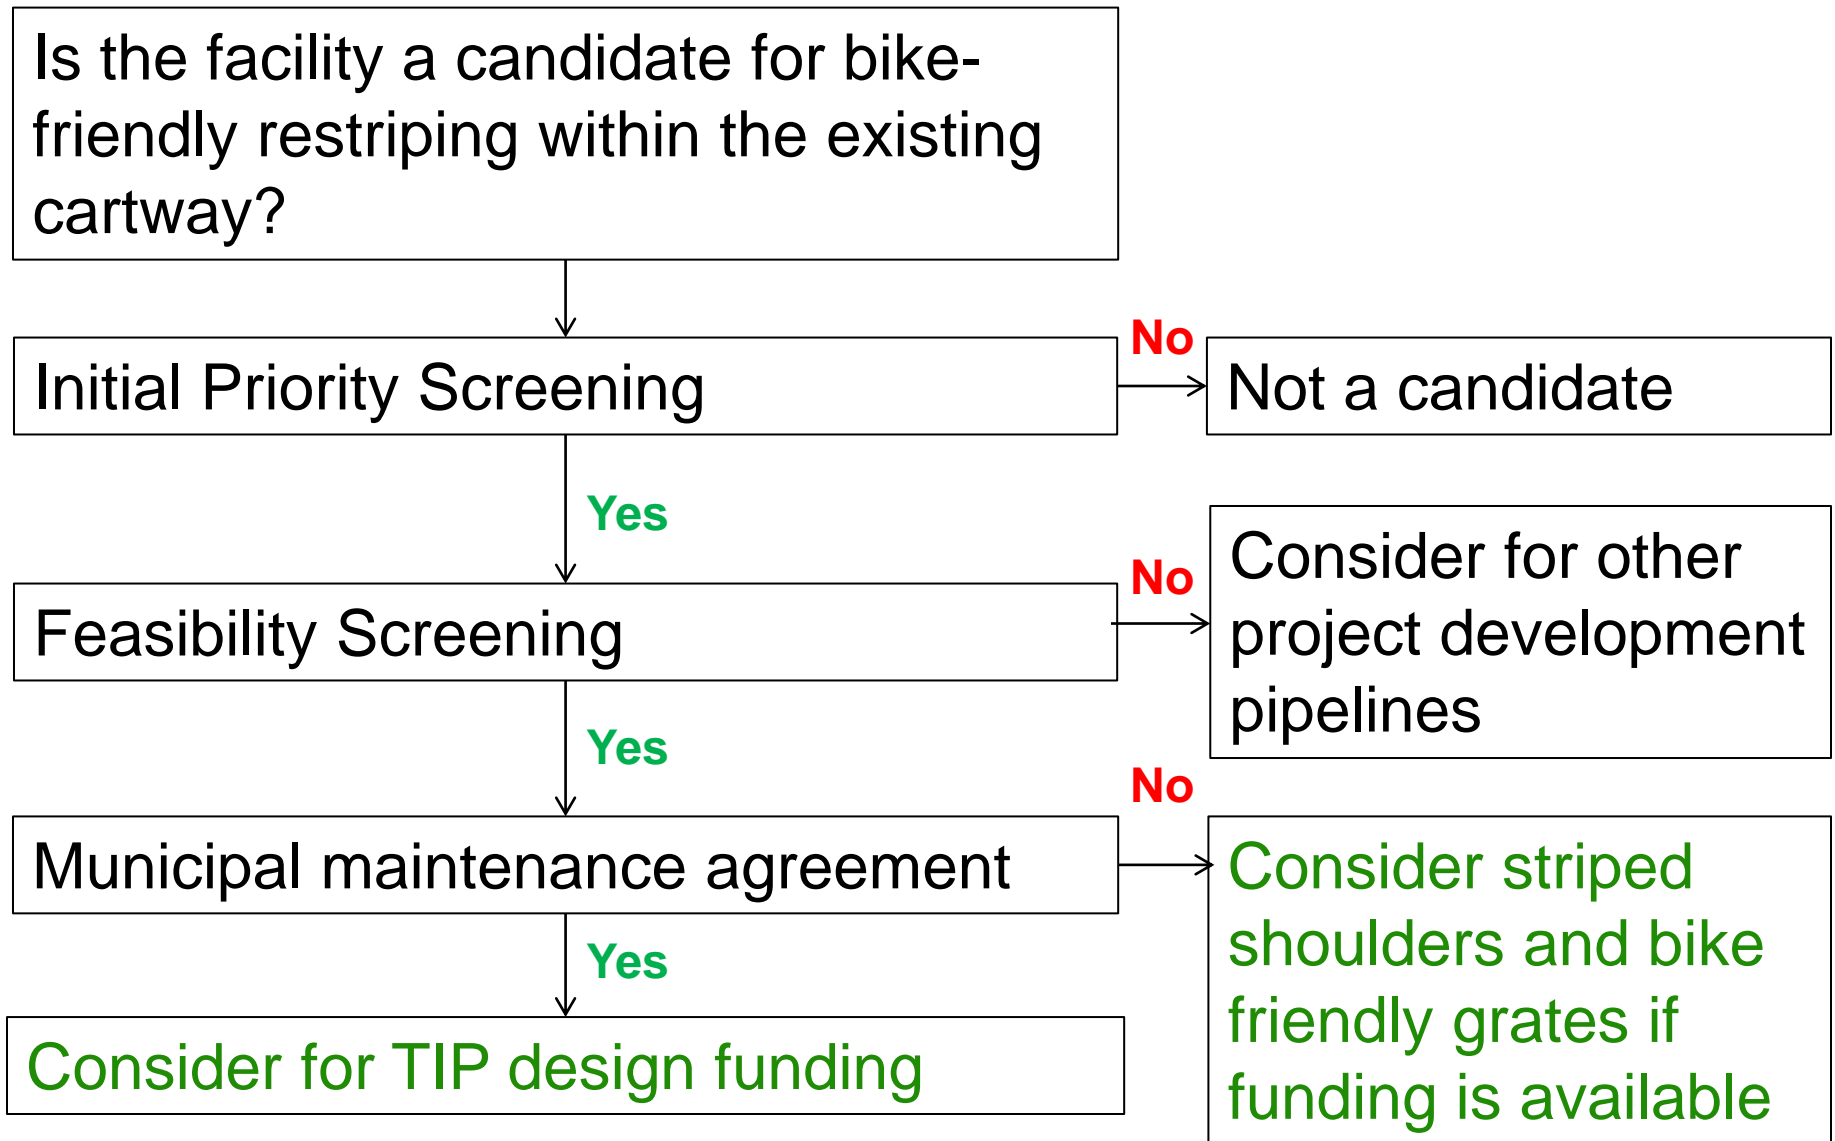 Is the facility a candidate for bike-
friendly restriping within the existing
cartway?
Initial Priority Screening
No
Not a candidate
Yes
Feasibility Screening
No
Consider for other
project development
pipelines
Yes
Municipal maintenance agreement
No
Consider striped
shoulders and bike
friendly grates if
funding is available
Yes
Consider for TIP design funding